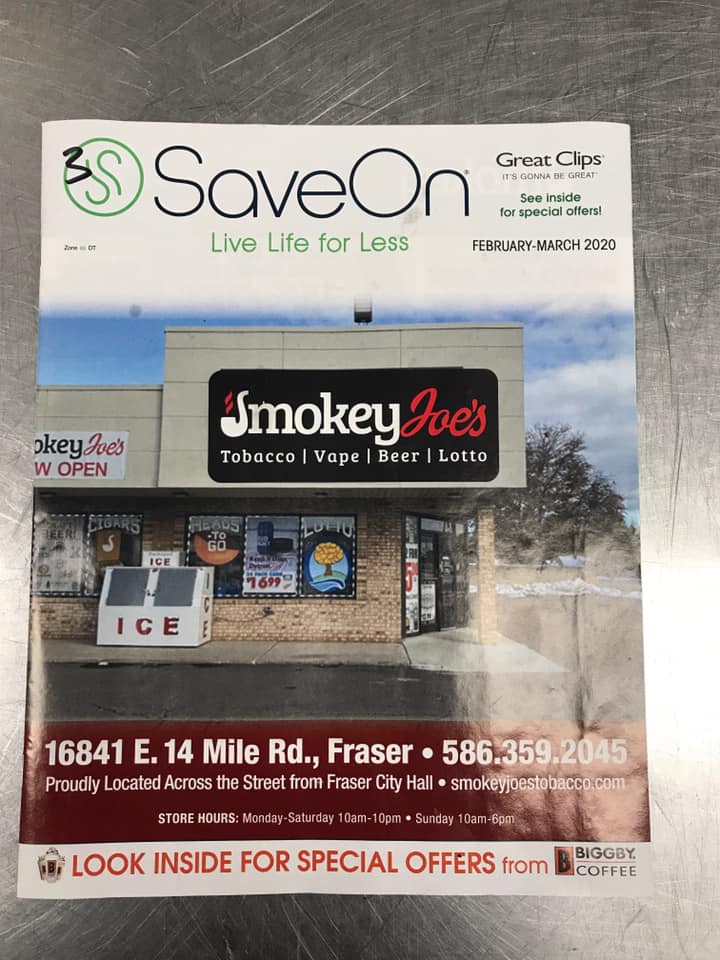 3
SaveOn
Live Life for Less
Great Clips
IT'S GONNA BE GREAT
See inside
for special offers!
FEBRUARY-MARCH 2020
SmokeyJoe's
Tobacco | Vape | Beer | Lotto
okey Joe's
W OPEN
CIGARS
HEADS
-TO
GO
$16.99
LOTTO
ICE
ICE
16841 E. 14 Mile Rd., Fraser • 586.359.2045
Proudly Located Across the Street from Fraser City Hall • smokeyjoestobacco.com
STORE HOURS: Monday-Saturday 10am-10pm • Sunday 10am-6pm
B LOOK INSIDE FOR SPECIAL OFFERS from B BIGGBY.
COFFEE